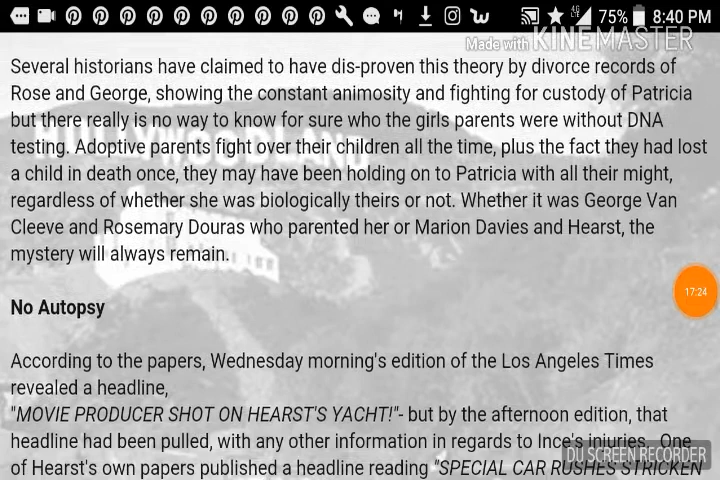 75% 8:40 PM
Made with KINEMASTER
Several historians have claimed to have dis-proven this theory by divorce records of
Rose and George, showing the constant animosity and fighting for custody of Patricia
but there really is no way to know for sure who the girls parents were without DNA
testing. Adoptive parents fight over their children all the time, plus the fact they had lost
a child in death once, they may have been holding on to Patricia with all their might,
regardless of whether she was biologically theirs or not. Whether it was George Van
Cleeve and Rosemary Douras who parented her or Marion Davies and Hearst, the
mystery will always remain.
HOLLYWOODLAND
17:24
No Autopsy
According to the papers, Wednesday morning's edition of the Los Angeles Times
revealed a headline,
"MOVIE PRODUCER SHOT ON HEARST'S YACHT!"- but by the afternoon edition, that
headline had been pulled, with any other information in regards to Ince's injuries. One
of Hearst's own papers published a headline reading "SPECIAL CAR RUSHES STRICKEN
DU SCREEN RECORDER